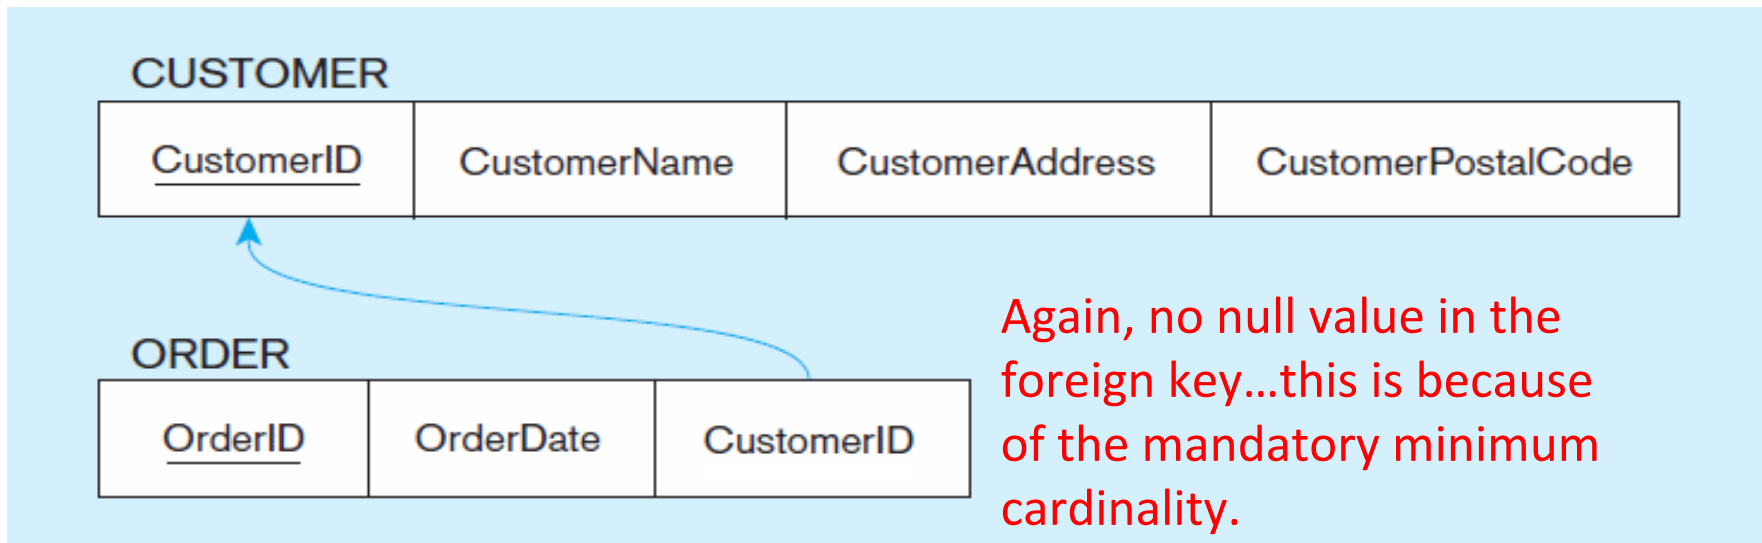 CUSTOMER
CustomerID CustomerName CustomerAddress CustomerPostalCode
ORDER
OrderID OrderDate CustomerID
Again, no null value in the
foreign key…this is because
of the mandatory minimum
cardinality.